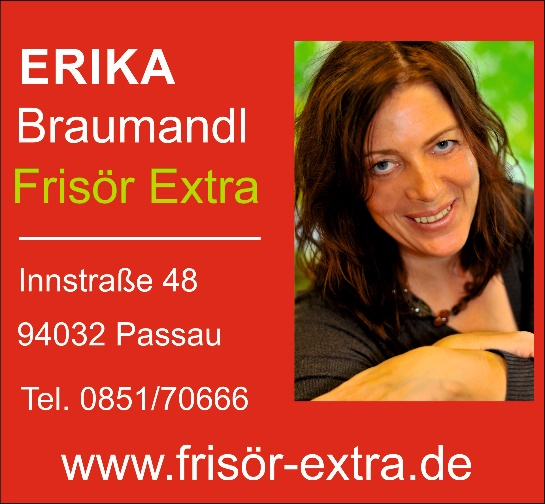 ERIKA
Braumandl
Frisör Extra
Innstraße 48
94032 Passau
Tel. 0851/70666
www.frisör-extra.de